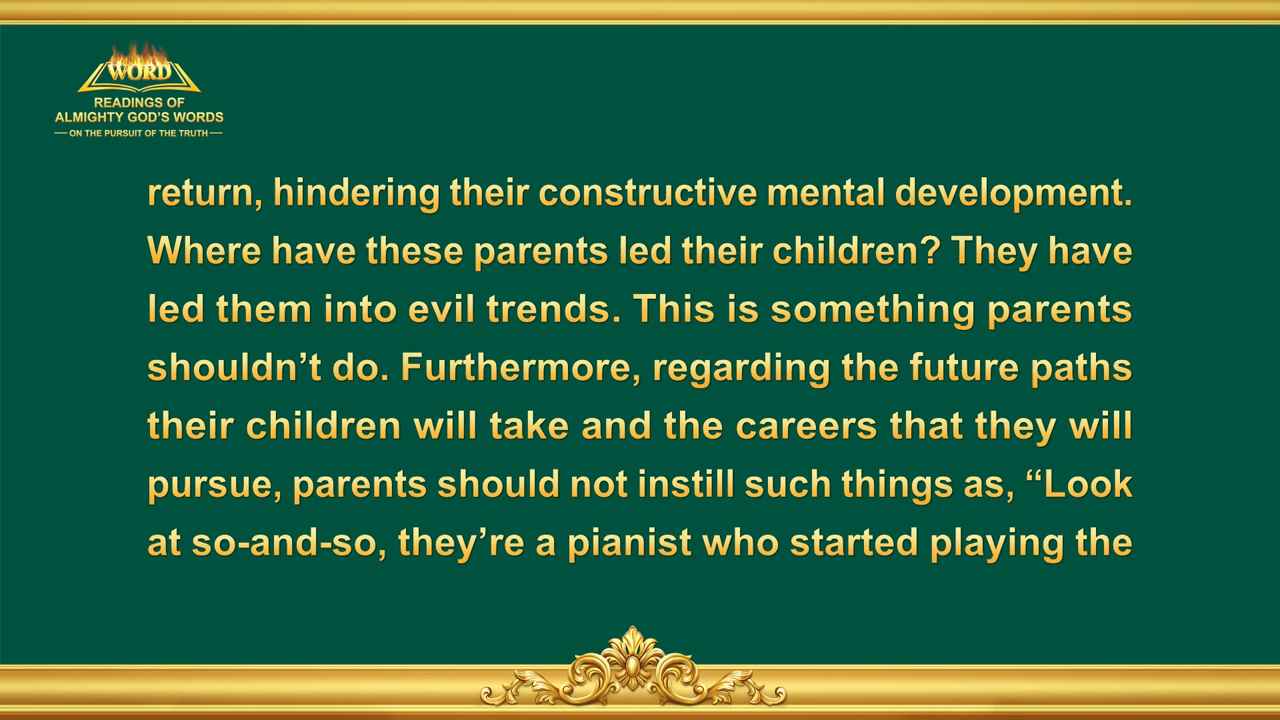 WORD
READINGS OF
ALMIGHTY GOD'S WORDS
ON THE PURSUIT OF THE TRUTH
return, hindering their constructive mental development.
Where have these parents led their children? They have
led them into evil trends. This is something parents
shouldn’t do. Furthermore, regarding the future paths
their children will take and the careers that they will
pursue, parents should not instill such things as, “Look
at so-and-so, they’re a pianist who started playing the